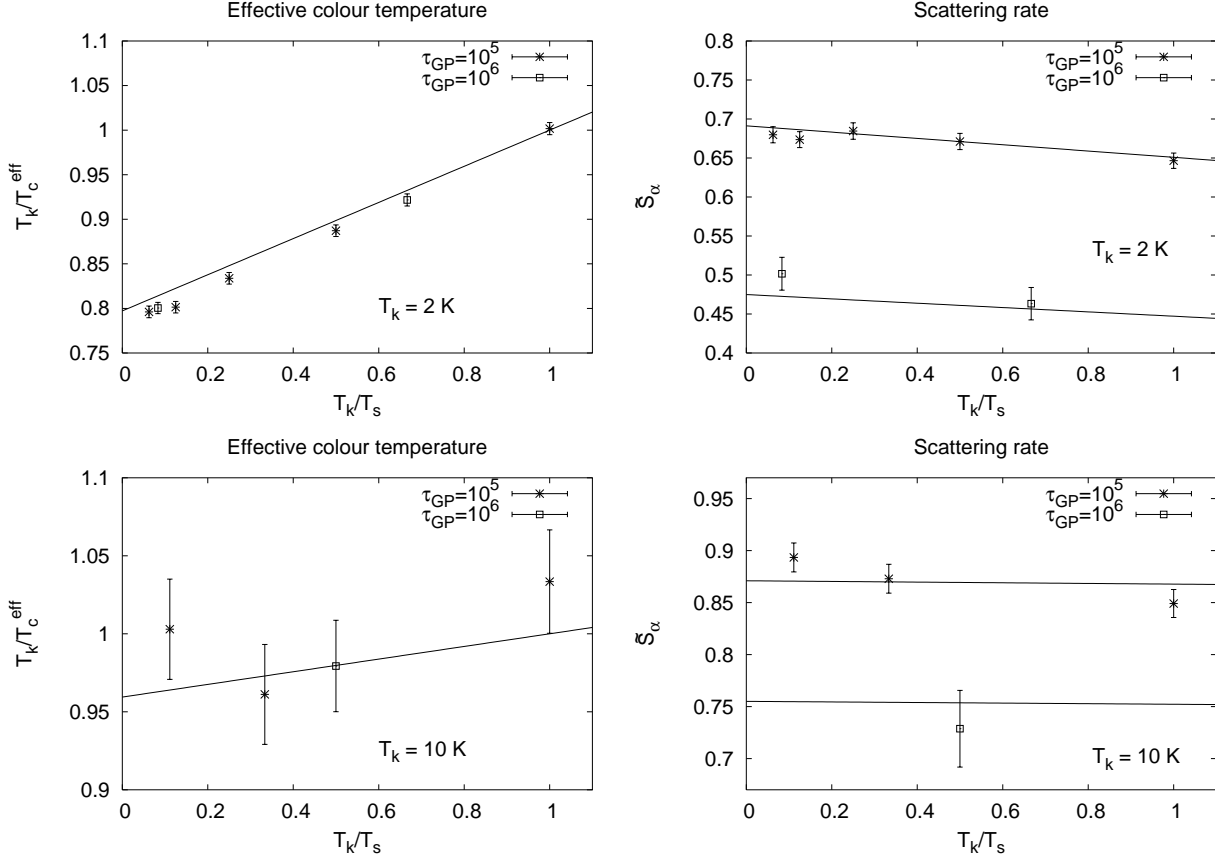 Effective colour temperature
1.1
1.05
1
0.95
0.9
0.85
0.8
0.75
T_k/T_c^eff
τ_GP=10^5
τ_GP=10^6
T_k = 2 K
0 0.2 0.4 0.6 0.8 1
T_k/T_s
Scattering rate
0.8
0.75
0.7
0.65
0.6
0.55
0.5
0.45
0.4
S̃_α
τ_GP=10^5
τ_GP=10^6
T_k = 2 K
0 0.2 0.4 0.6 0.8 1
T_k/T_s
Effective colour temperature
1.1
1.05
1
0.95
0.9
T_k/T_c^eff
τ_GP=10^5
τ_GP=10^6
T_k = 10 K
0 0.2 0.4 0.6 0.8 1
T_k/T_s
Scattering rate
0.95
0.9
0.85
0.8
0.75
0.7
S̃_α
τ_GP=10^5
τ_GP=10^6
T_k = 10 K
0 0.2 0.4 0.6 0.8 1
T_k/T_s